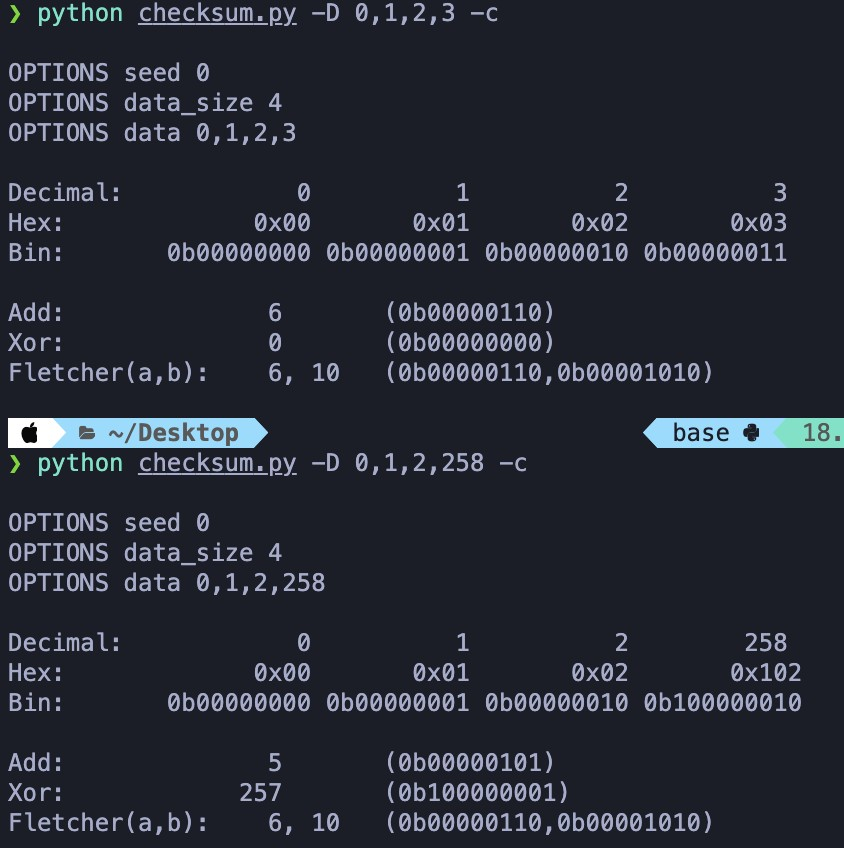 ❯ python checksum.py -D 0,1,2,3 -c
OPTIONS seed 0
OPTIONS data_size 4
OPTIONS data 0,1,2,3
Decimal:            0          1          2          3
Hex:             0x00       0x01       0x02       0x03
Bin:       0b00000000 0b00000001 0b00000010 0b00000011
Add:              6       (0b00000110)
Xor:              0       (0b00000000)
Fletcher(a,b):    6, 10   (0b00000110,0b00001010)
~/Desktop base 18.
❯ python checksum.py -D 0,1,2,258 -c
OPTIONS seed 0
OPTIONS data_size 4
OPTIONS data 0,1,2,258
Decimal:            0          1          2        258
Hex:             0x00       0x01       0x02       0x102
Bin:       0b00000000 0b00000001 0b00000010 0b100000010
Add:              5       (0b00000101)
Xor:            257       (0b100000001)
Fletcher(a,b):    6, 10   (0b00000110,0b00001010)